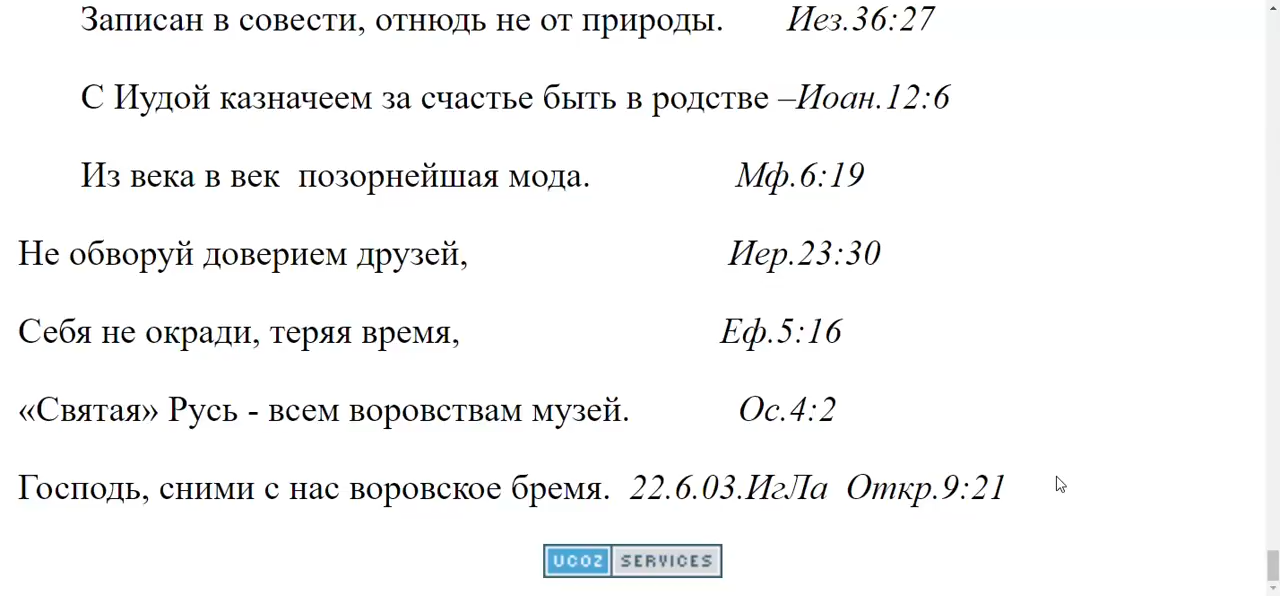 Записан в совести, отнюдь не от природы. Иез.36:27
С Иудой казначеем за счастье быть в родстве –Иоан.12:6
Из века в век позорнейшая мода. Мф.6:19
Не обворуй доверием друзей, Иер.23:30
Себя не окради, теряя время, Еф.5:16
«Святая» Русь - всем воровствам музей. Ос.4:2
Господь, сними с нас воровское бремя. 22.6.03.ИгЛа Откр.9:21
UCOZ SERVICES